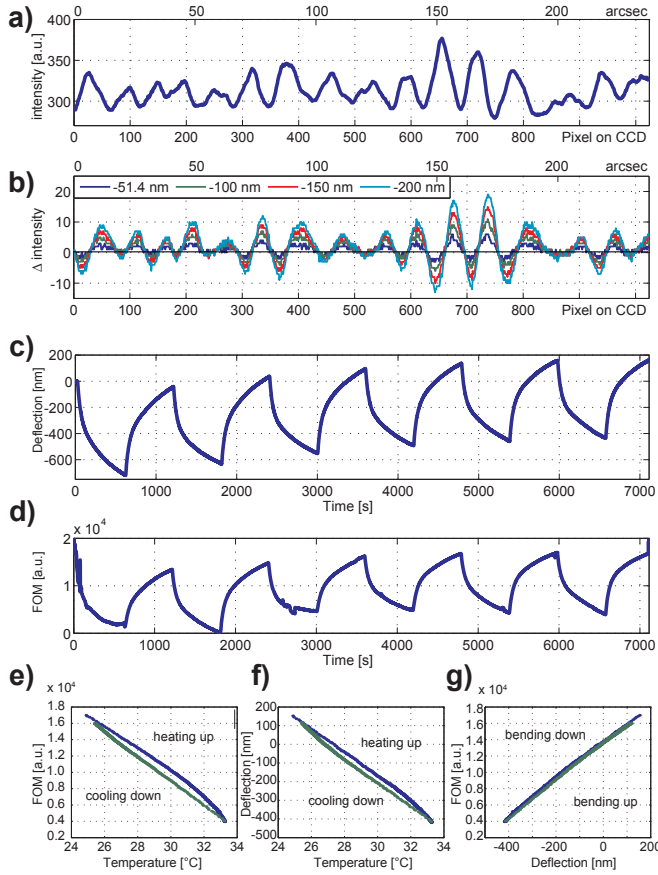 a)
0 50 100 150 200 arcsec
intensity [a.u.]
400
350
300
0 100 200 300 400 500 600 700 800 Pixel on CCD
b)
0 50 100 150 200 arcsec
-51.4 nm -100 nm -150 nm -200 nm
Δ intensity
20
10
0
-10
0 100 200 300 400 500 600 700 800 Pixel on CCD
c)
Deflection [nm]
200
0
-200
-400
-600
0 1000 2000 3000 4000 5000 6000 7000
Time [s]
d)
x 10⁴
FOM [a.u.]
2
1
0
0 1000 2000 3000 4000 5000 6000 7000
Time [s]
e)
x 10⁴
FOM [a.u.]
1.8
1.6
1.4
1.2
1.0
0.8
0.6
0.4
0.2
heating up
cooling down
24 26 28 30 32 34
Temperature [°C]
f)
Deflection [nm]
200
100
0
-100
-200
-300
-400
-500
heating up
cooling down
24 26 28 30 32 34
Temperature [°C]
g)
x 10⁴
FOM [a.u.]
1.8
1.6
1.4
1.2
1.0
0.8
0.6
0.4
0.2
bending down
bending up
-400 -200 0 200
Deflection [nm]